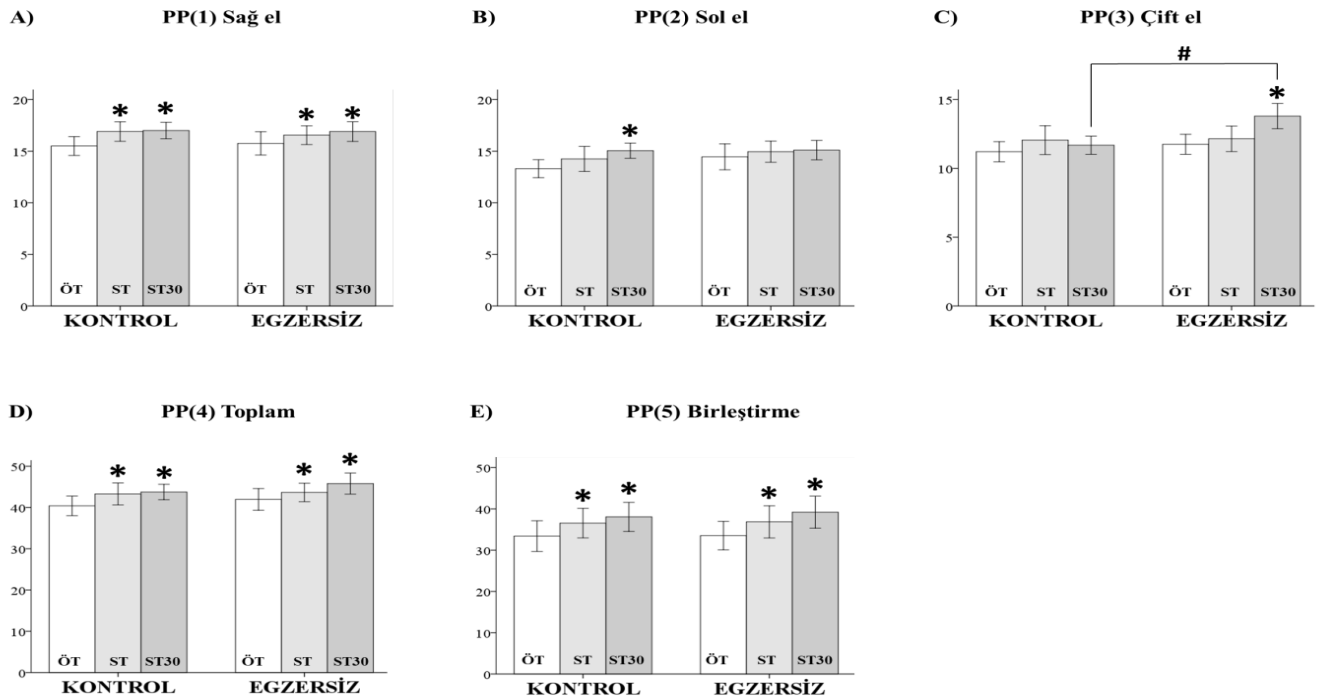 A) PP(1) Sağ el
20
15
10
5
0
* * * *
ÖT ST ST30 ÖT ST ST30
KONTROL EGZERSİZ
B) PP(2) Sol el
20
15
10
5
0
*
ÖT ST ST30 ÖT ST ST30
KONTROL EGZERSİZ
C) PP(3) Çift el
#
*
15
10
5
0
ÖT ST ST30 ÖT ST ST30
KONTROL EGZERSİZ
D) PP(4) Toplam
50
40
30
20
10
0
* * * *
ÖT ST ST30 ÖT ST ST30
KONTROL EGZERSİZ
E) PP(5) Birleştirme
50
40
30
20
10
0
* * * *
ÖT ST ST30 ÖT ST ST30
KONTROL EGZERSİZ